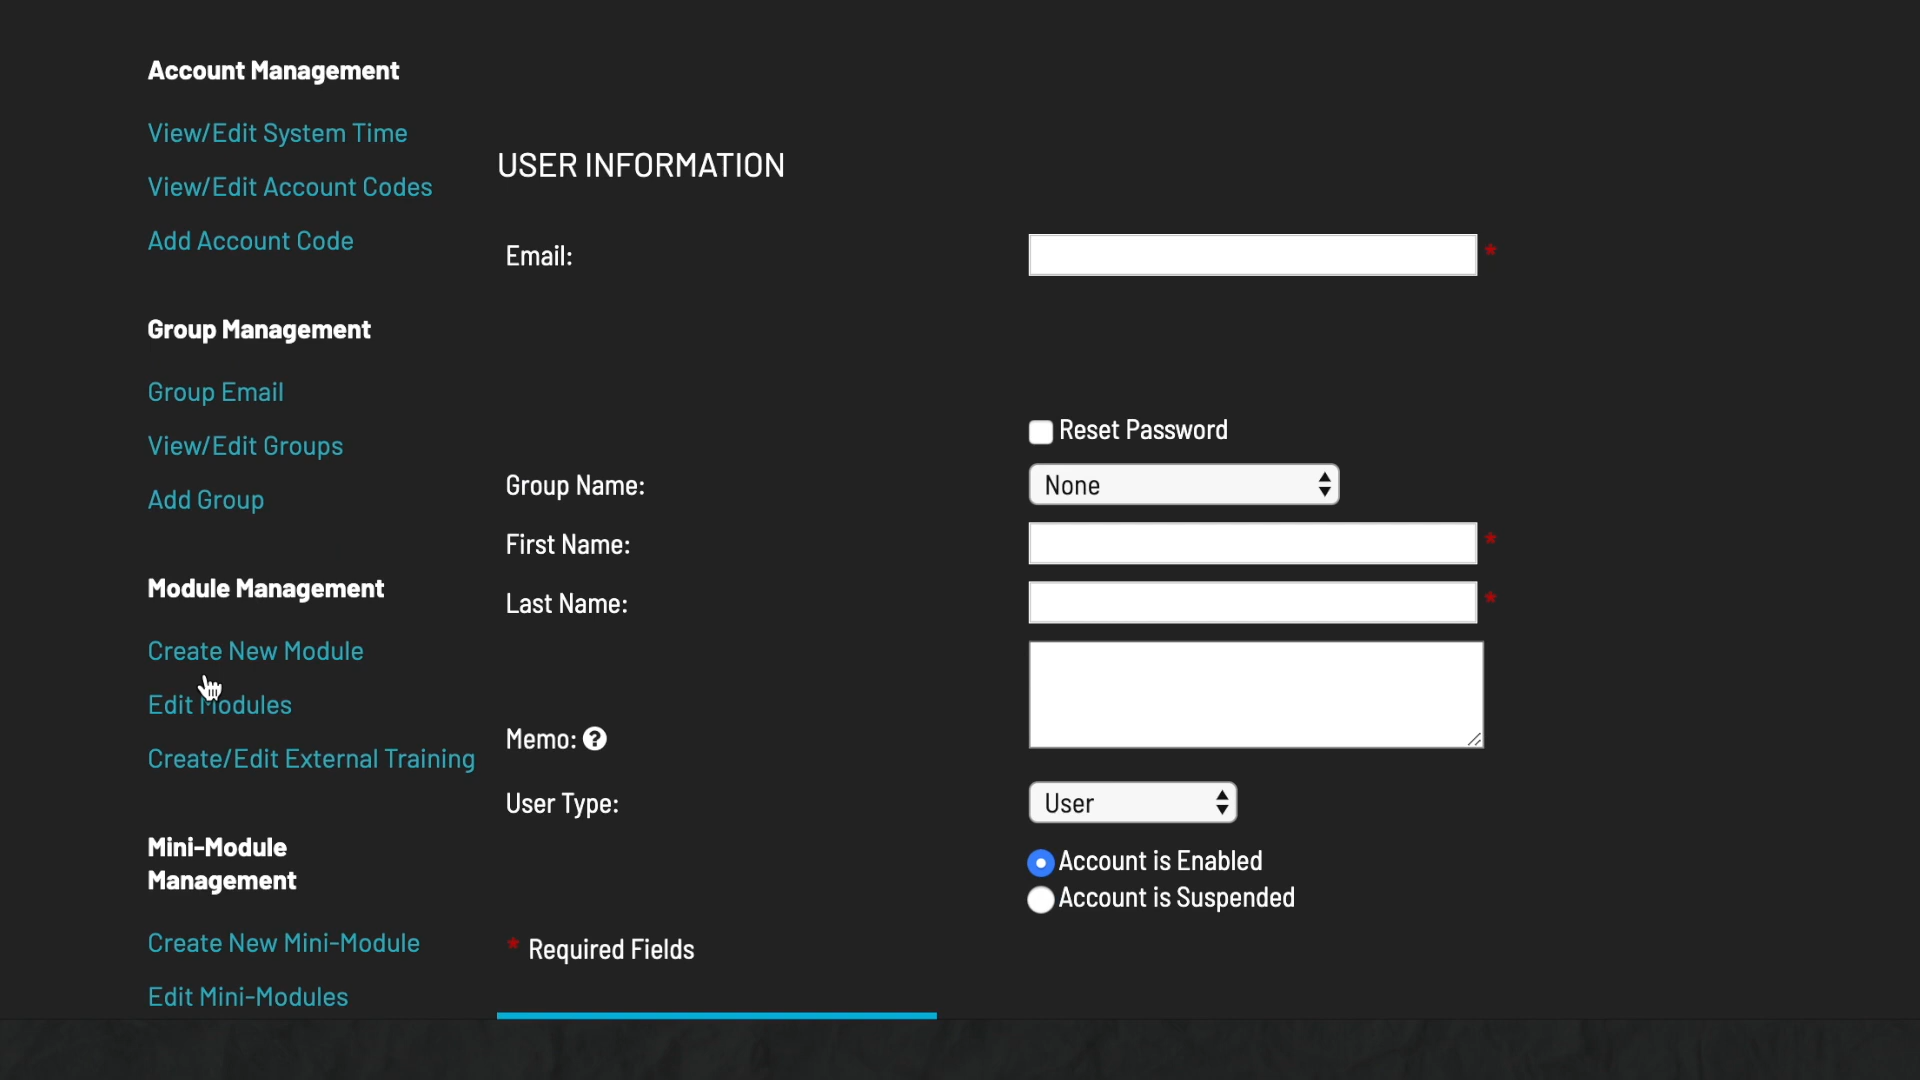 Account Management
View/Edit System Time
View/Edit Account Codes
Add Account Code
Group Management
Group Email
View/Edit Groups
Add Group
Module Management
Create New Module
Edit Modules
Create/Edit External Training
Mini-Module
Management
Create New Mini-Module
Edit Mini-Modules
USER INFORMATION
Email: *
Reset Password
Group Name: None
First Name: *
Last Name: *
Memo: ?
User Type: User
Account is Enabled
Account is Suspended
* Required Fields